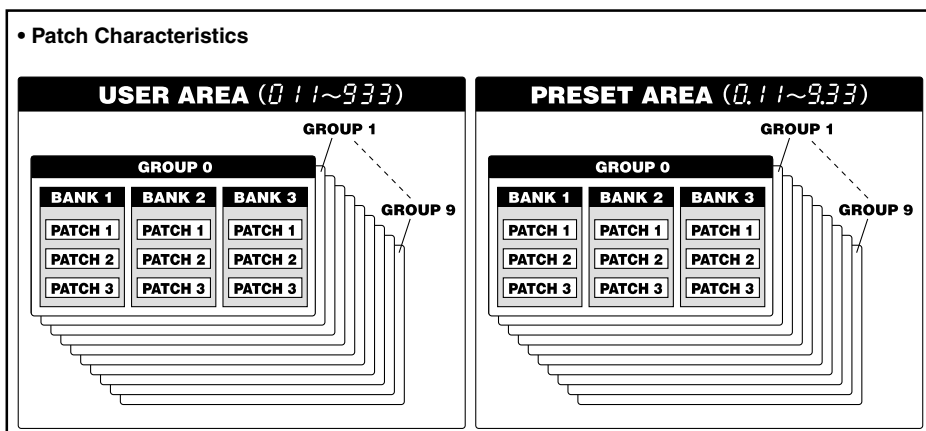 • Patch Characteristics
USER AREA (011~933)
GROUP 1
GROUP 0
GROUP 9
BANK 1 BANK 2 BANK 3
PATCH 1 PATCH 1 PATCH 1
PATCH 2 PATCH 2 PATCH 2
PATCH 3 PATCH 3 PATCH 3
PRESET AREA (0.11~9.33)
GROUP 1
GROUP 0
GROUP 9
BANK 1 BANK 2 BANK 3
PATCH 1 PATCH 1 PATCH 1
PATCH 2 PATCH 2 PATCH 2
PATCH 3 PATCH 3 PATCH 3